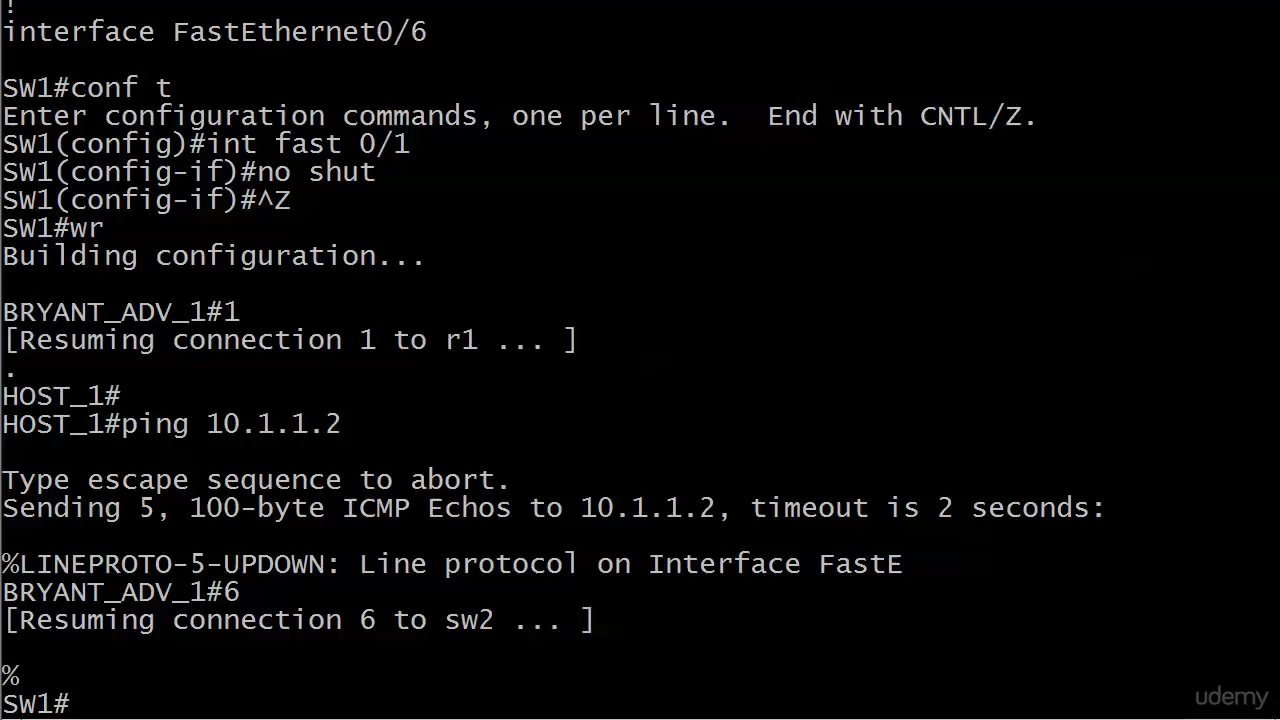 !
interface FastEthernet0/6
SW1#conf t
Enter configuration commands, one per line.  End with CNTL/Z.
SW1(config)#int fast 0/1
SW1(config-if)#no shut
SW1(config-if)#^Z
SW1#wr
Building configuration...
BRYANT_ADV_1#1
[Resuming connection 1 to r1 ... ]
.
HOST_1#
HOST_1#ping 10.1.1.2
Type escape sequence to abort.
Sending 5, 100-byte ICMP Echos to 10.1.1.2, timeout is 2 seconds:
%LINEPROTO-5-UPDOWN: Line protocol on Interface FastE
BRYANT_ADV_1#6
[Resuming connection 6 to sw2 ... ]
%
SW1#
udemy